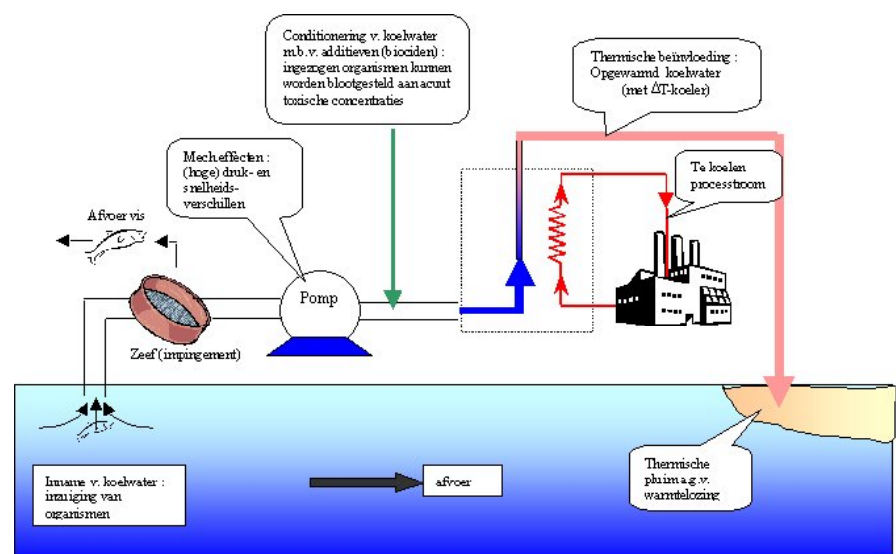 Conditionering v. koelwater
m.b.v. additieven (biociden) :
ingezogen organismen kunnen
worden blootgesteld aan acuut
toxische concentraties
Thermische beïnvloeding :
Opgewarmd koelwater
(met ΔT-koeler)
Mech effecten :
(hoge) druk- en
snelheids-
verschillen
Te koelen
processtroom
Afvoer vis
Pomp
Zeef (impingement)
Inname v. koelwater :
inzuiging van
organismen
afvoer
Thermische
pluim a.g.v.
warmtelozing